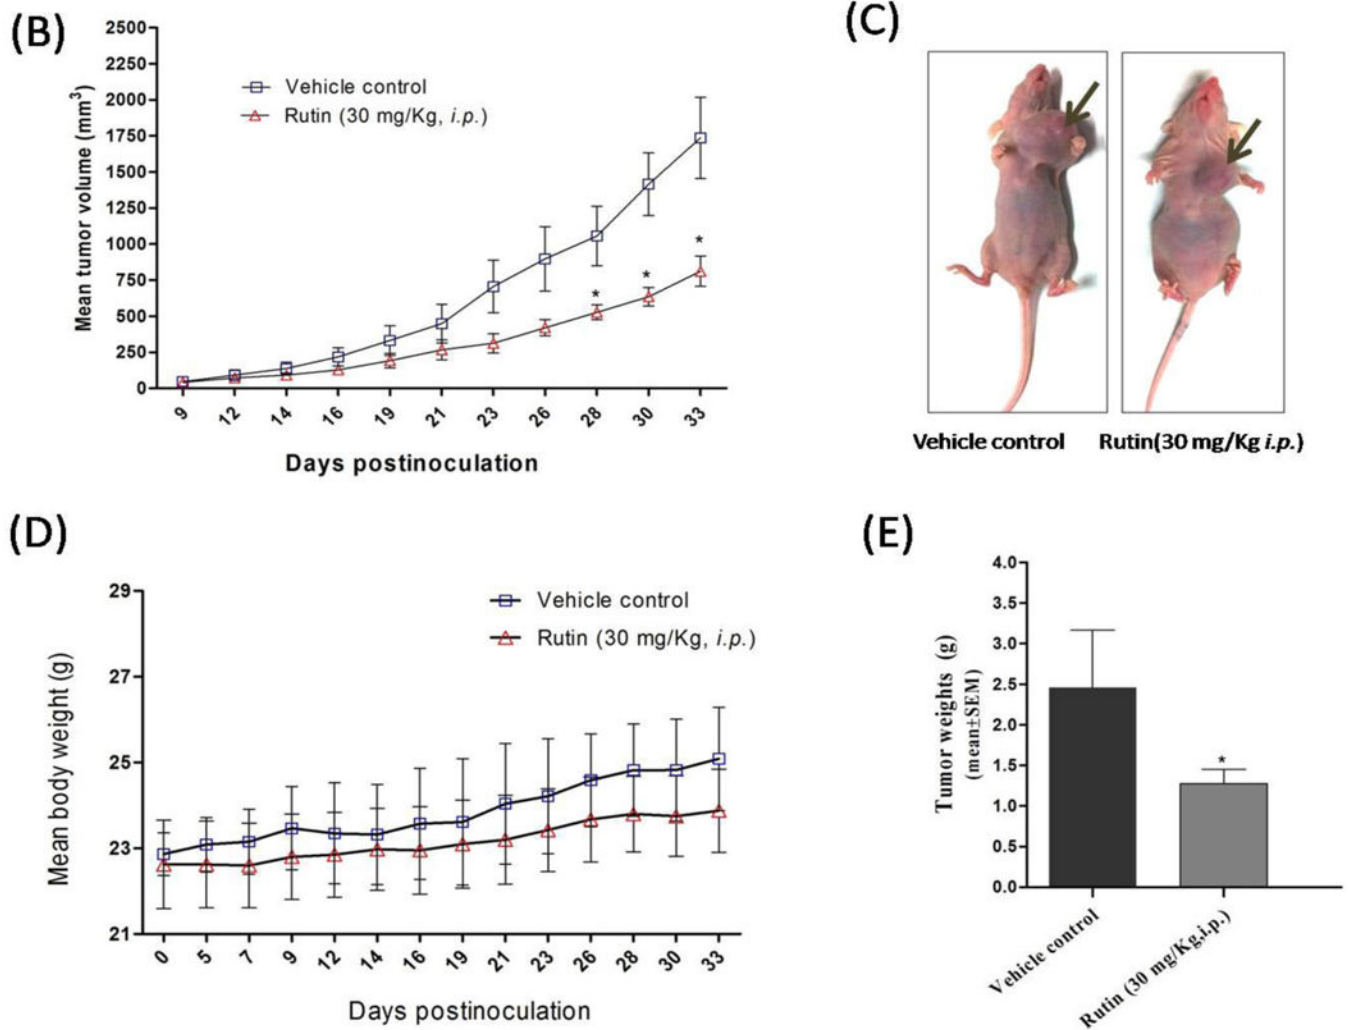 (B)
2500
2250
2000
1750
1500
1250
1000
750
500
250
0
Mean tumor volume (mm³)
Vehicle control
Rutin (30 mg/Kg, i.p.)
* * *
9 12 14 16 19 21 23 26 28 30 33
Days postinoculation
(C)
Vehicle control
Rutin(30 mg/Kg i.p.)
(D)
29
27
25
23
21
Mean body weight (g)
Vehicle control
Rutin (30 mg/Kg, i.p.)
0 5 7 9 12 14 16 19 21 23 26 28 30 33
Days postinoculation
(E)
4.0
3.5
3.0
2.5
2.0
1.5
1.0
0.5
0.0
Tumor weights (g)
(mean±SEM)
*
Vehicle control
Rutin (30 mg/Kg,i.p.)